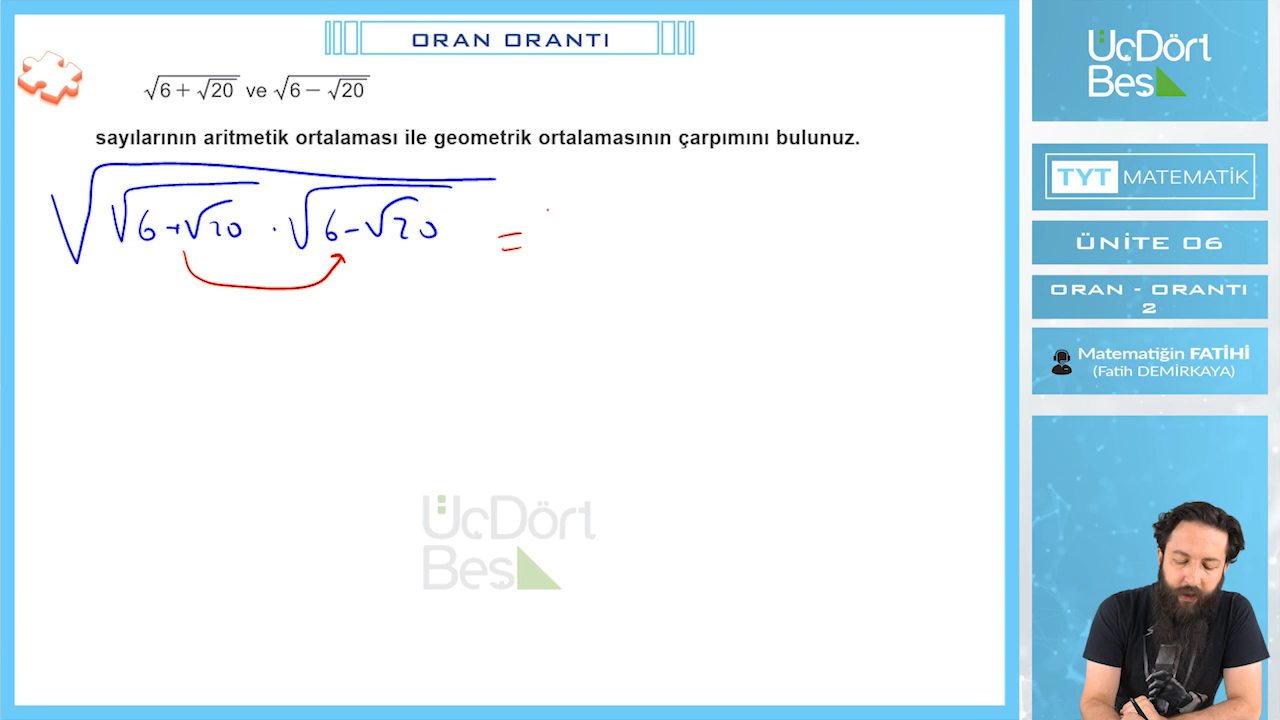 ORAN ORANTI
√(6 + √20) ve √(6 − √20)
sayılarının aritmetik ortalaması ile geometrik ortalamasının çarpımını bulunuz.
√(√(6+√20) · √(6−√20)) =
ÜçDört
Beş
ÜçDört
Beş
TYT MATEMATİK
ÜNİTE 06
ORAN - ORANTI
2
Matematiğin FATİHİ
(Fatih DEMİRKAYA)